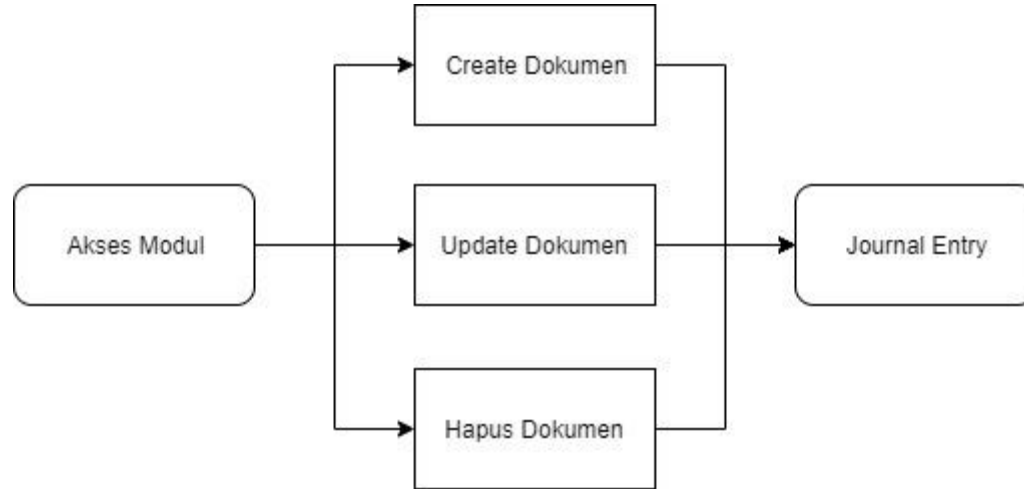 Create Dokumen
Akses Modul
Update Dokumen
Journal Entry
Hapus Dokumen